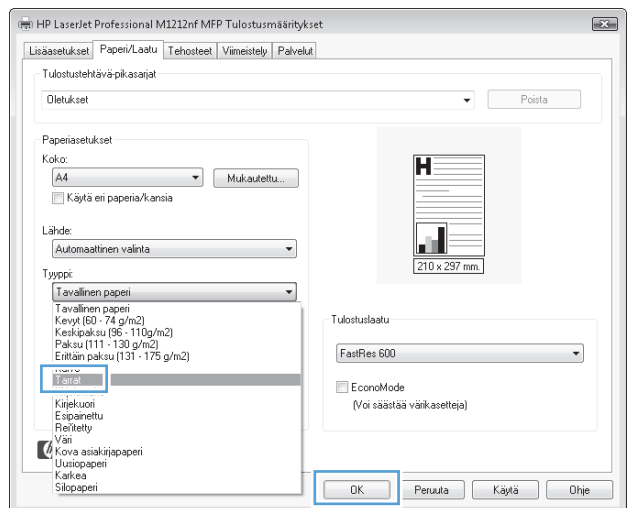 HP LaserJet Professional M1212nf MFP Tulostusmääritykset
Lisäasetukset Paperi/Laatu Tehosteet Viimeistely Palvelut
Tulostustehtävä-pikasarjat
Oletukset Poista
Paperiasetukset
Koko:
A4 Mukautettu...
Käytä eri paperia/kansia
Lähde:
Automaattinen valinta
Tyyppi:
Tavallinen paperi
Tavallinen paperi
Kevyt (60 - 74 g/m2)
Keskipaksu (96 - 110g/m2)
Paksu (111 - 130 g/m2)
Erittäin paksu (131 - 175 g/m2)
Tarrat
Kirjekuori
Esipainettu
Rei'itetty
Väri
Kova asiakirjapaperi
Uusiopaperi
Karkea
Silopaperi
H
210 x 297 mm.
Tulostuslaatu
FastRes 600
EconoMode
(Voi säästää värikasetteja)
OK Peruuta Käytä Ohje